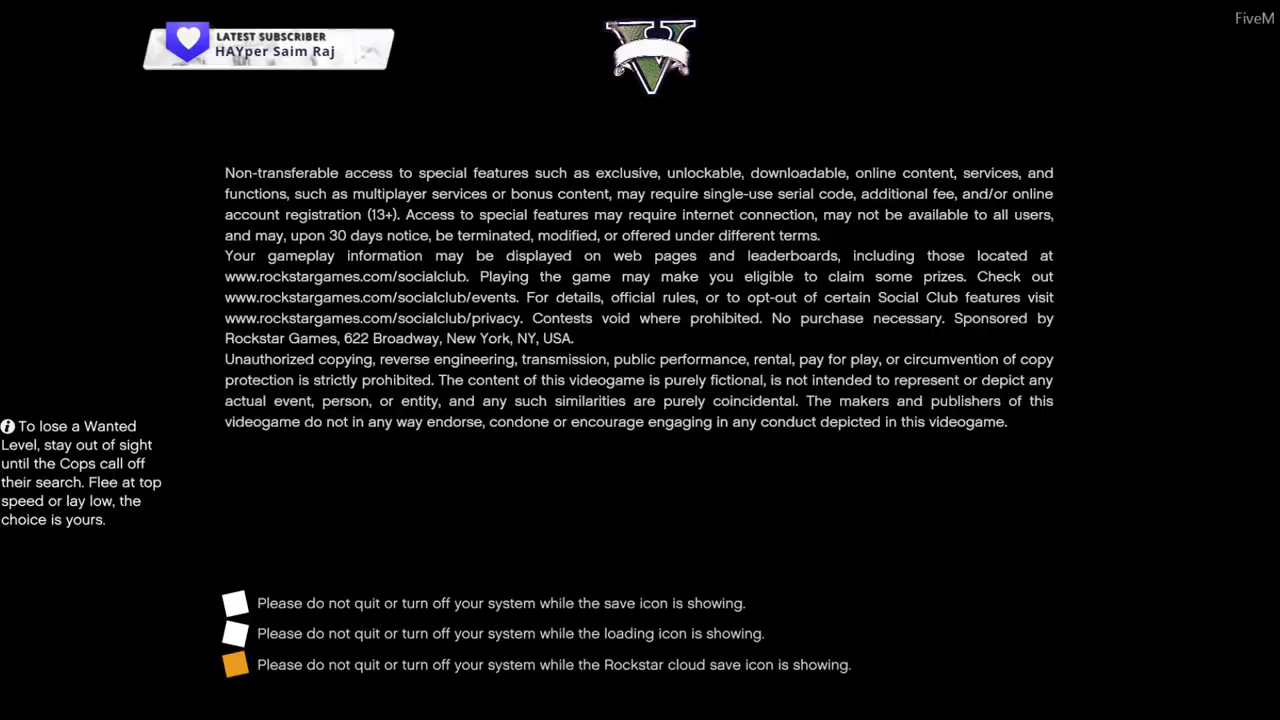 FiveM
LATEST SUBSCRIBER
HAYper Saim Raj
V
Non-transferable access to special features such as exclusive, unlockable, downloadable, online content, services, and
functions, such as multiplayer services or bonus content, may require single-use serial code, additional fee, and/or online
account registration (13+). Access to special features may require internet connection, may not be available to all users,
and may, upon 30 days notice, be terminated, modified, or offered under different terms.
Your gameplay information may be displayed on web pages and leaderboards, including those located at
www.rockstargames.com/socialclub. Playing the game may make you eligible to claim some prizes. Check out
www.rockstargames.com/socialclub/events. For details, official rules, or to opt-out of certain Social Club features visit
www.rockstargames.com/socialclub/privacy. Contests void where prohibited. No purchase necessary. Sponsored by
Rockstar Games, 622 Broadway, New York, NY, USA.
Unauthorized copying, reverse engineering, transmission, public performance, rental, pay for play, or circumvention of copy
protection is strictly prohibited. The content of this videogame is purely fictional, is not intended to represent or depict any
actual event, person, or entity, and any such similarities are purely coincidental. The makers and publishers of this
videogame do not in any way endorse, condone or encourage engaging in any conduct depicted in this videogame.
To lose a Wanted
Level, stay out of sight
until the Cops call off
their search. Flee at top
speed or lay low, the
choice is yours.
Please do not quit or turn off your system while the save icon is showing.
Please do not quit or turn off your system while the loading icon is showing.
Please do not quit or turn off your system while the Rockstar cloud save icon is showing.